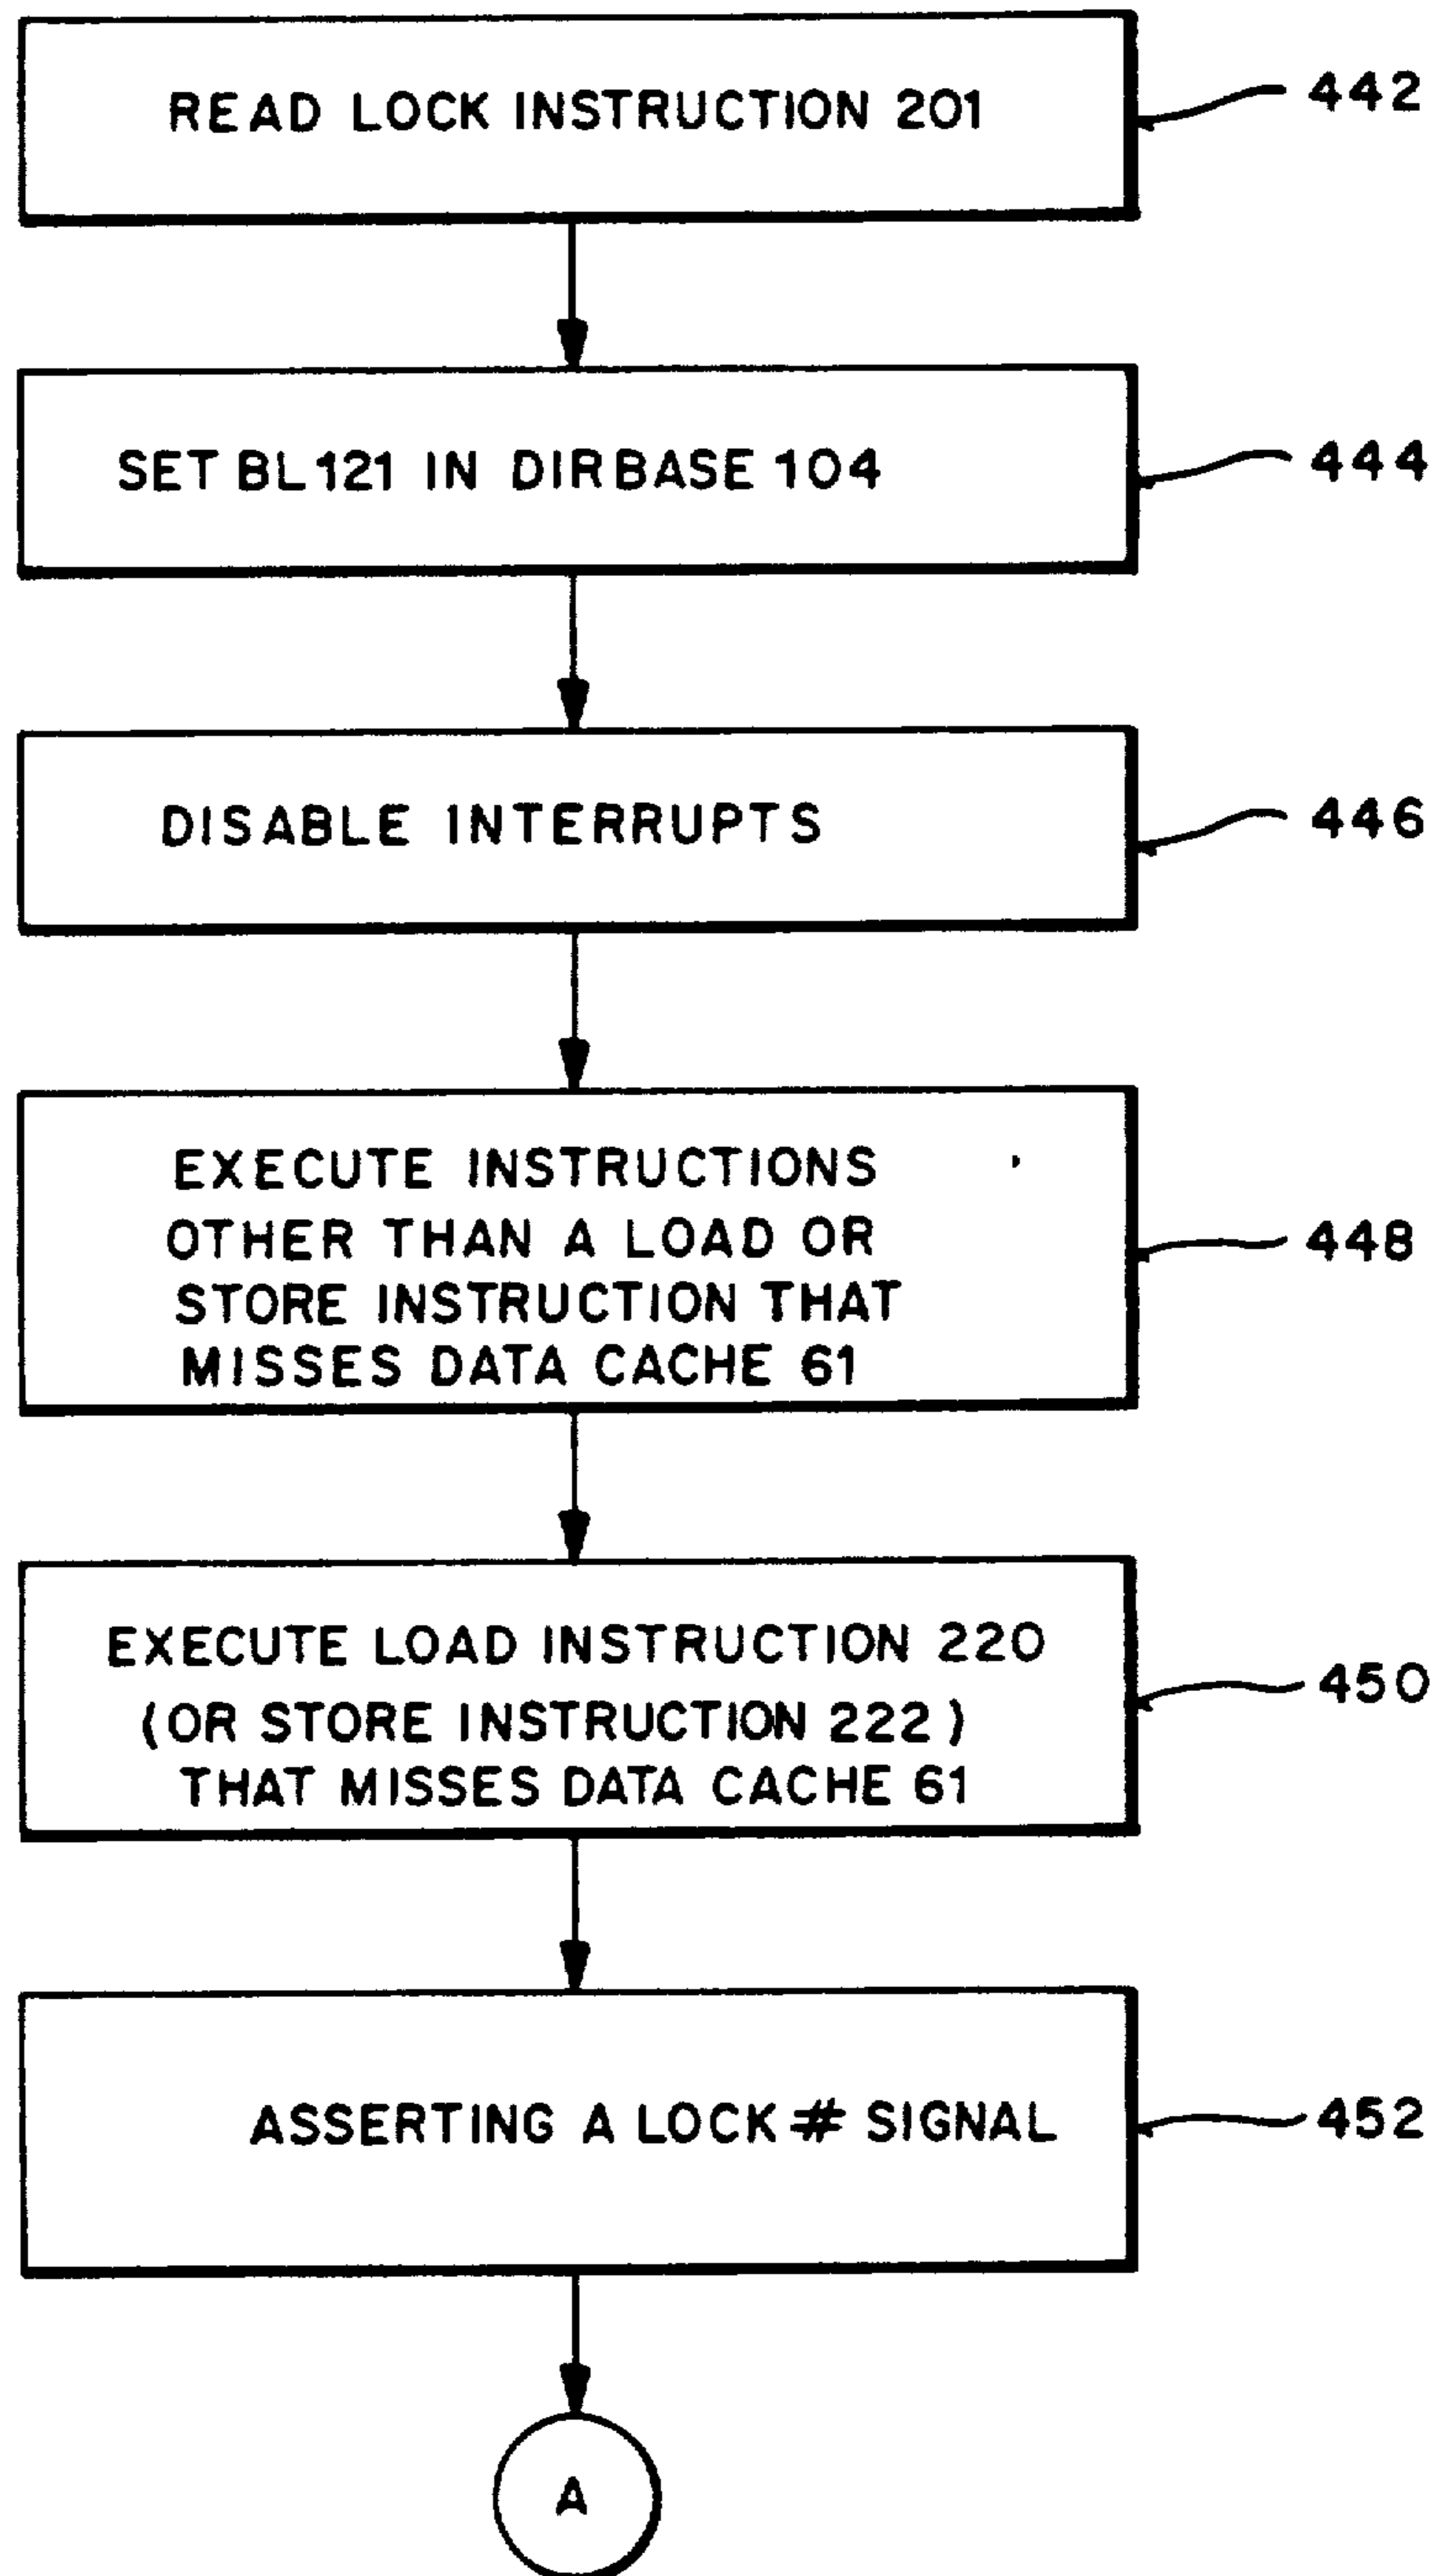 READ LOCK INSTRUCTION 201
442
SET BL 121 IN DIRBASE 104
444
DISABLE INTERRUPTS
446
EXECUTE INSTRUCTIONS
OTHER THAN A LOAD OR
STORE INSTRUCTION THAT
MISSES DATA CACHE 61
448
EXECUTE LOAD INSTRUCTION 220
(OR STORE INSTRUCTION 222)
THAT MISSES DATA CACHE 61
450
ASSERTING A LOCK # SIGNAL
452
A